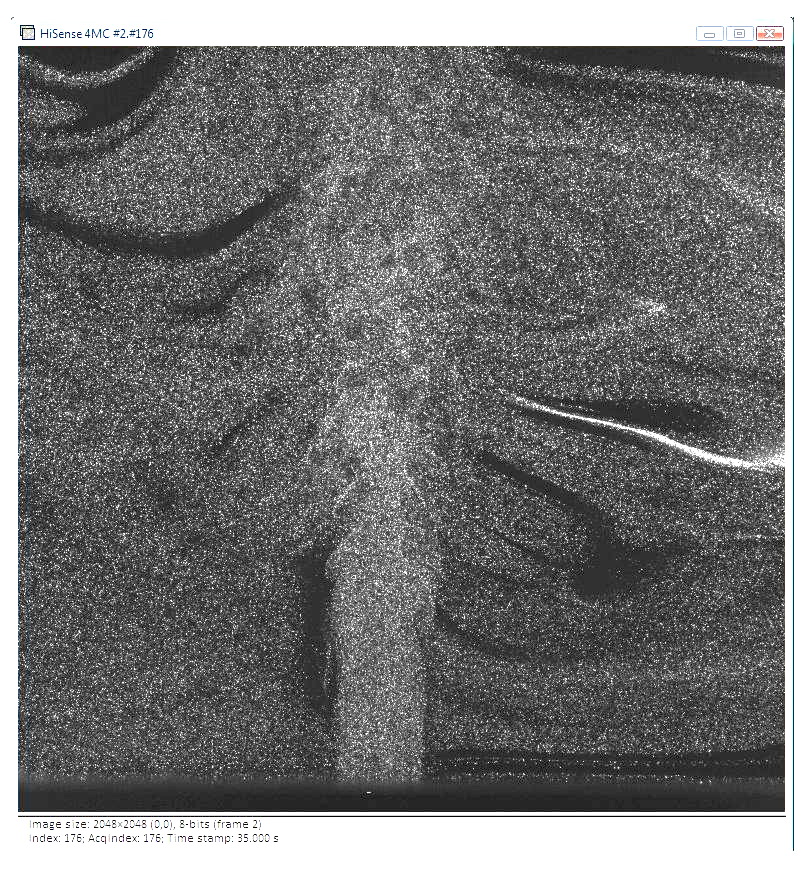 HiSense 4MC #2.#176
Image size: 2048×2048 (0,0), 8-bits (frame 2)
Index: 176; AcqIndex: 176; Time stamp: 35.000 s